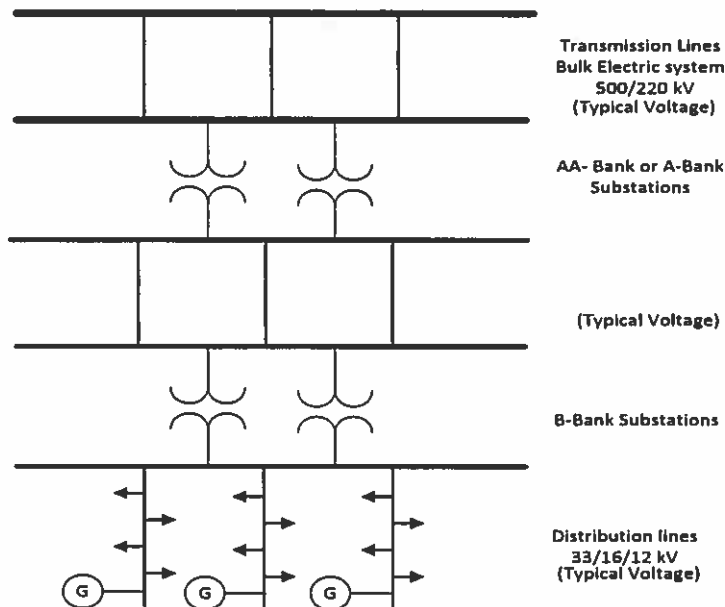 Transmission Lines
Bulk Electric system
500/220 kV
(Typical Voltage)
AA- Bank or A-Bank
Substations
(Typical Voltage)
B-Bank Substations
Distribution lines
33/16/12 kV
(Typical Voltage)
G
G
G